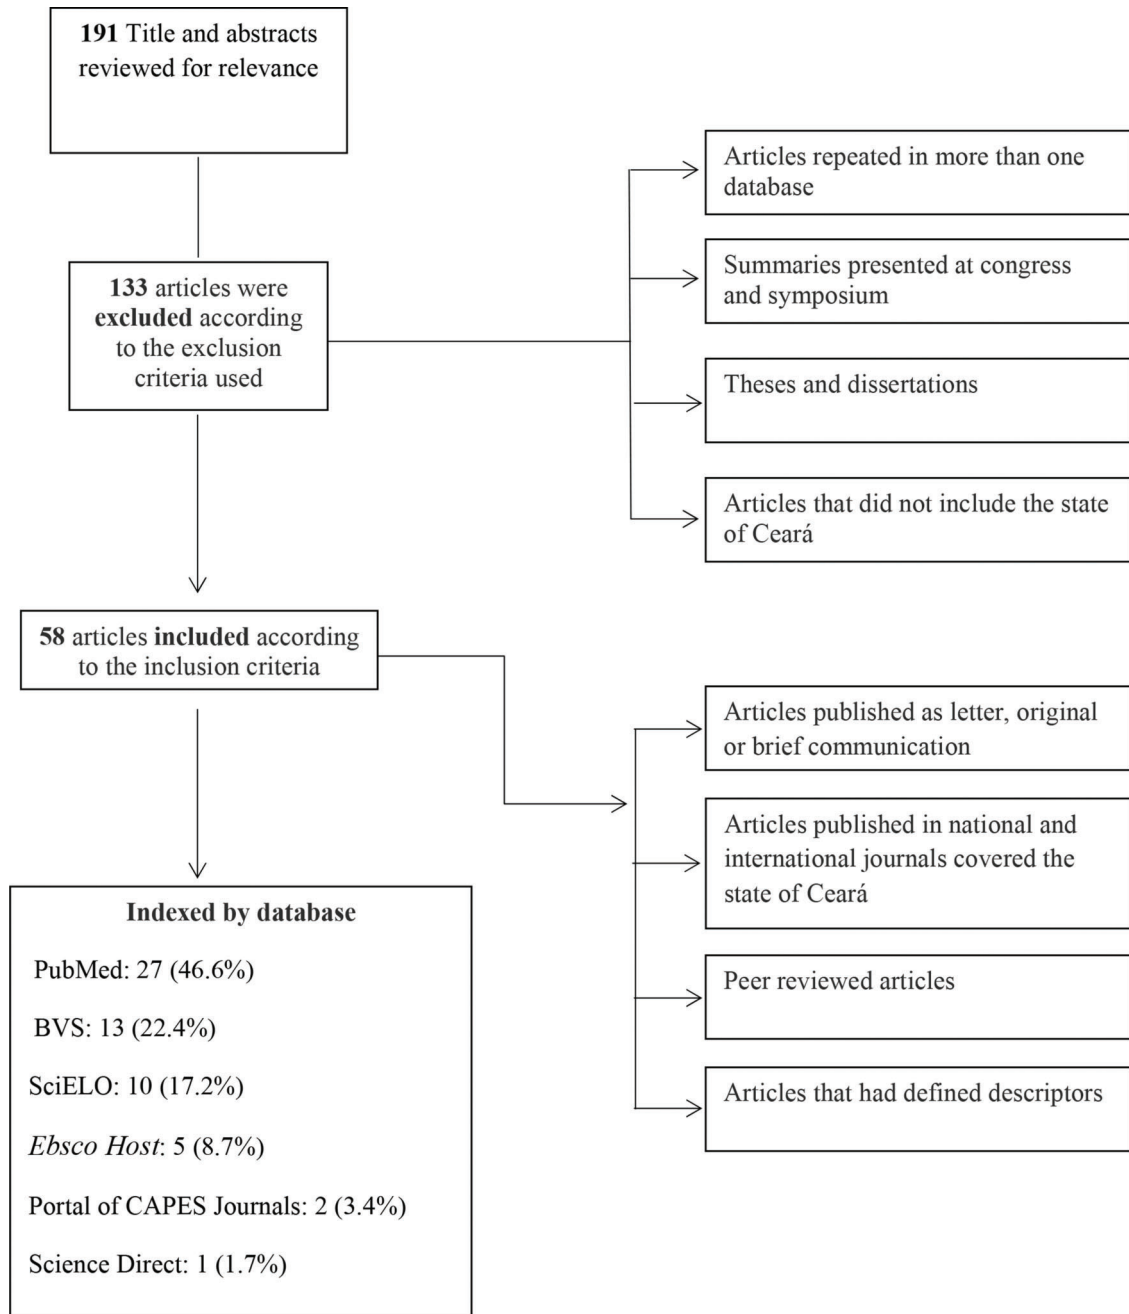 191 Title and abstracts
reviewed for relevance
133 articles were
excluded according
to the exclusion
criteria used
Articles repeated in more than one
database
Summaries presented at congress
and symposium
Theses and dissertations
Articles that did not include the state
of Ceará
58 articles included according
to the inclusion criteria
Articles published as letter, original
or brief communication
Articles published in national and
international journals covered the
state of Ceará
Peer reviewed articles
Articles that had defined descriptors
Indexed by database
PubMed: 27 (46.6%)
BVS: 13 (22.4%)
SciELO: 10 (17.2%)
Ebsco Host: 5 (8.7%)
Portal of CAPES Journals: 2 (3.4%)
Science Direct: 1 (1.7%)